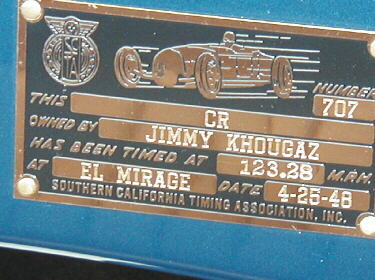 SCTA
NUMBER
THIS CR 707
OWNED BY JIMMY KHOUGAZ
HAS BEEN TIMED AT 123.28 M.P.H.
AT EL MIRAGE DATE 4-25-48
SOUTHERN CALIFORNIA TIMING ASSOCIATION, INC.